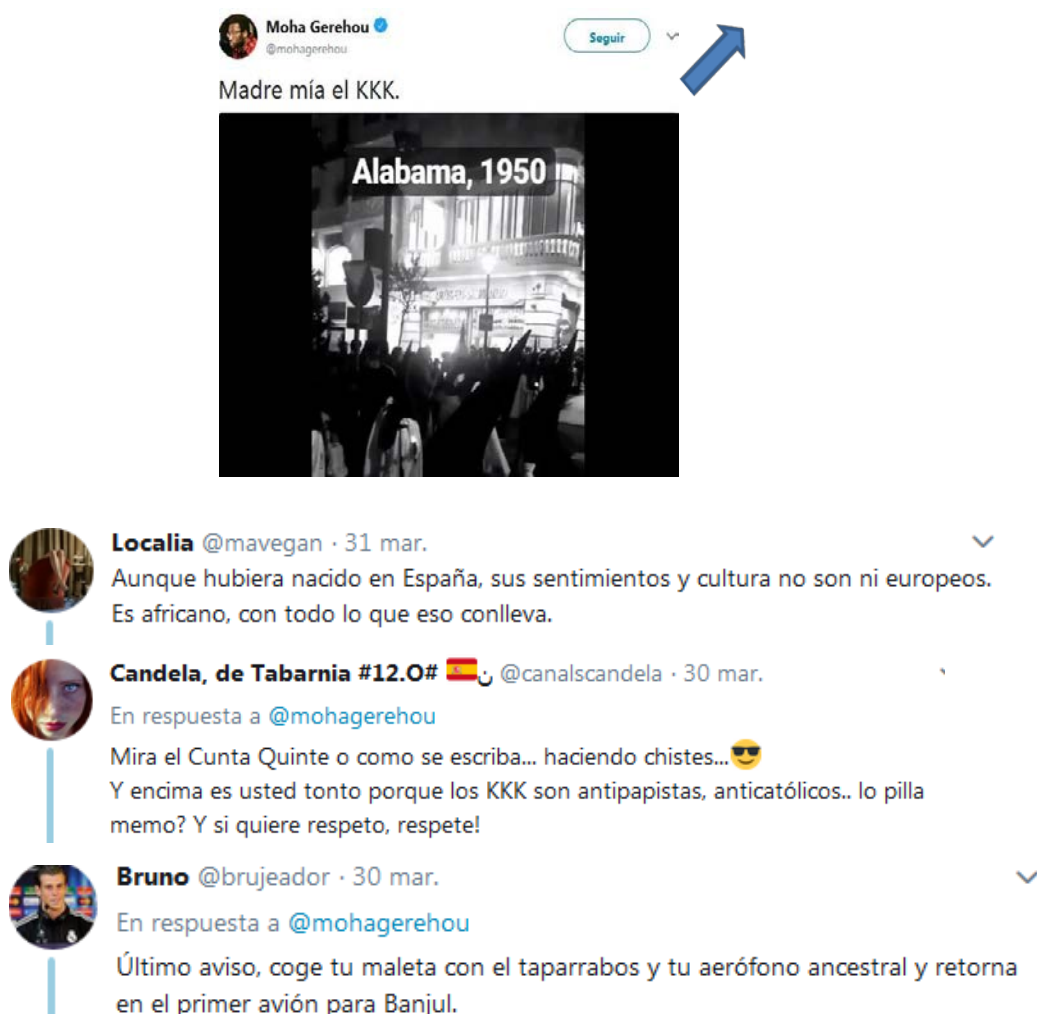 Moha Gerehou
@mohagerehou
Seguir
Madre mía el KKK.
Alabama, 1950
Localia @mavegan · 31 mar.
Aunque hubiera nacido en España, sus sentimientos y cultura no son ni europeos.
Es africano, con todo lo que eso conlleva.
Candela, de Tabarnia #12.O# 🇪🇸ن @canalscandela · 30 mar.
En respuesta a @mohagerehou
Mira el Cunta Quinte o como se escriba... haciendo chistes...😎
Y encima es usted tonto porque los KKK son antipapistas, anticatólicos.. lo pilla
memo? Y si quiere respeto, respete!
Bruno @brujeador · 30 mar.
En respuesta a @mohagerehou
Último aviso, coge tu maleta con el taparrabos y tu aerófono ancestral y retorna
en el primer avión para Banjul.